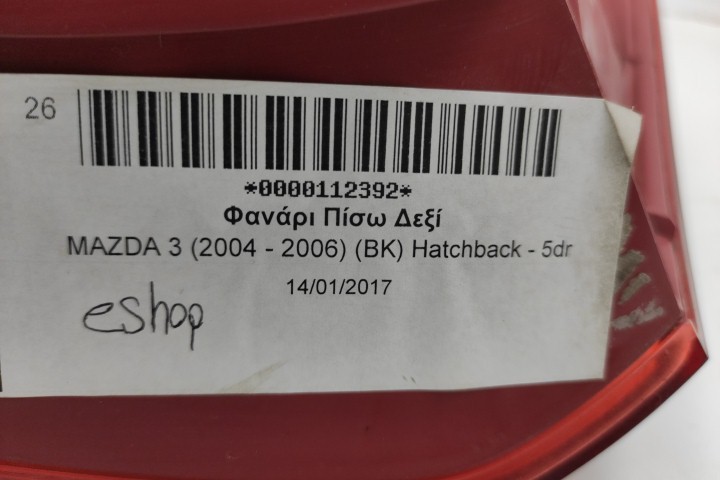 26
*0000112392*
Φανάρι Πίσω Δεξί
MAZDA 3 (2004 - 2006) (BK) Hatchback - 5dr
14/01/2017
eshop